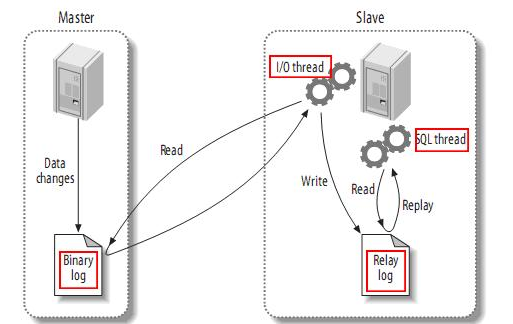 Master
Slave
I/O thread
SQL thread
Read
Data
changes
Write
Read
Replay
Binary
log
Relay
log